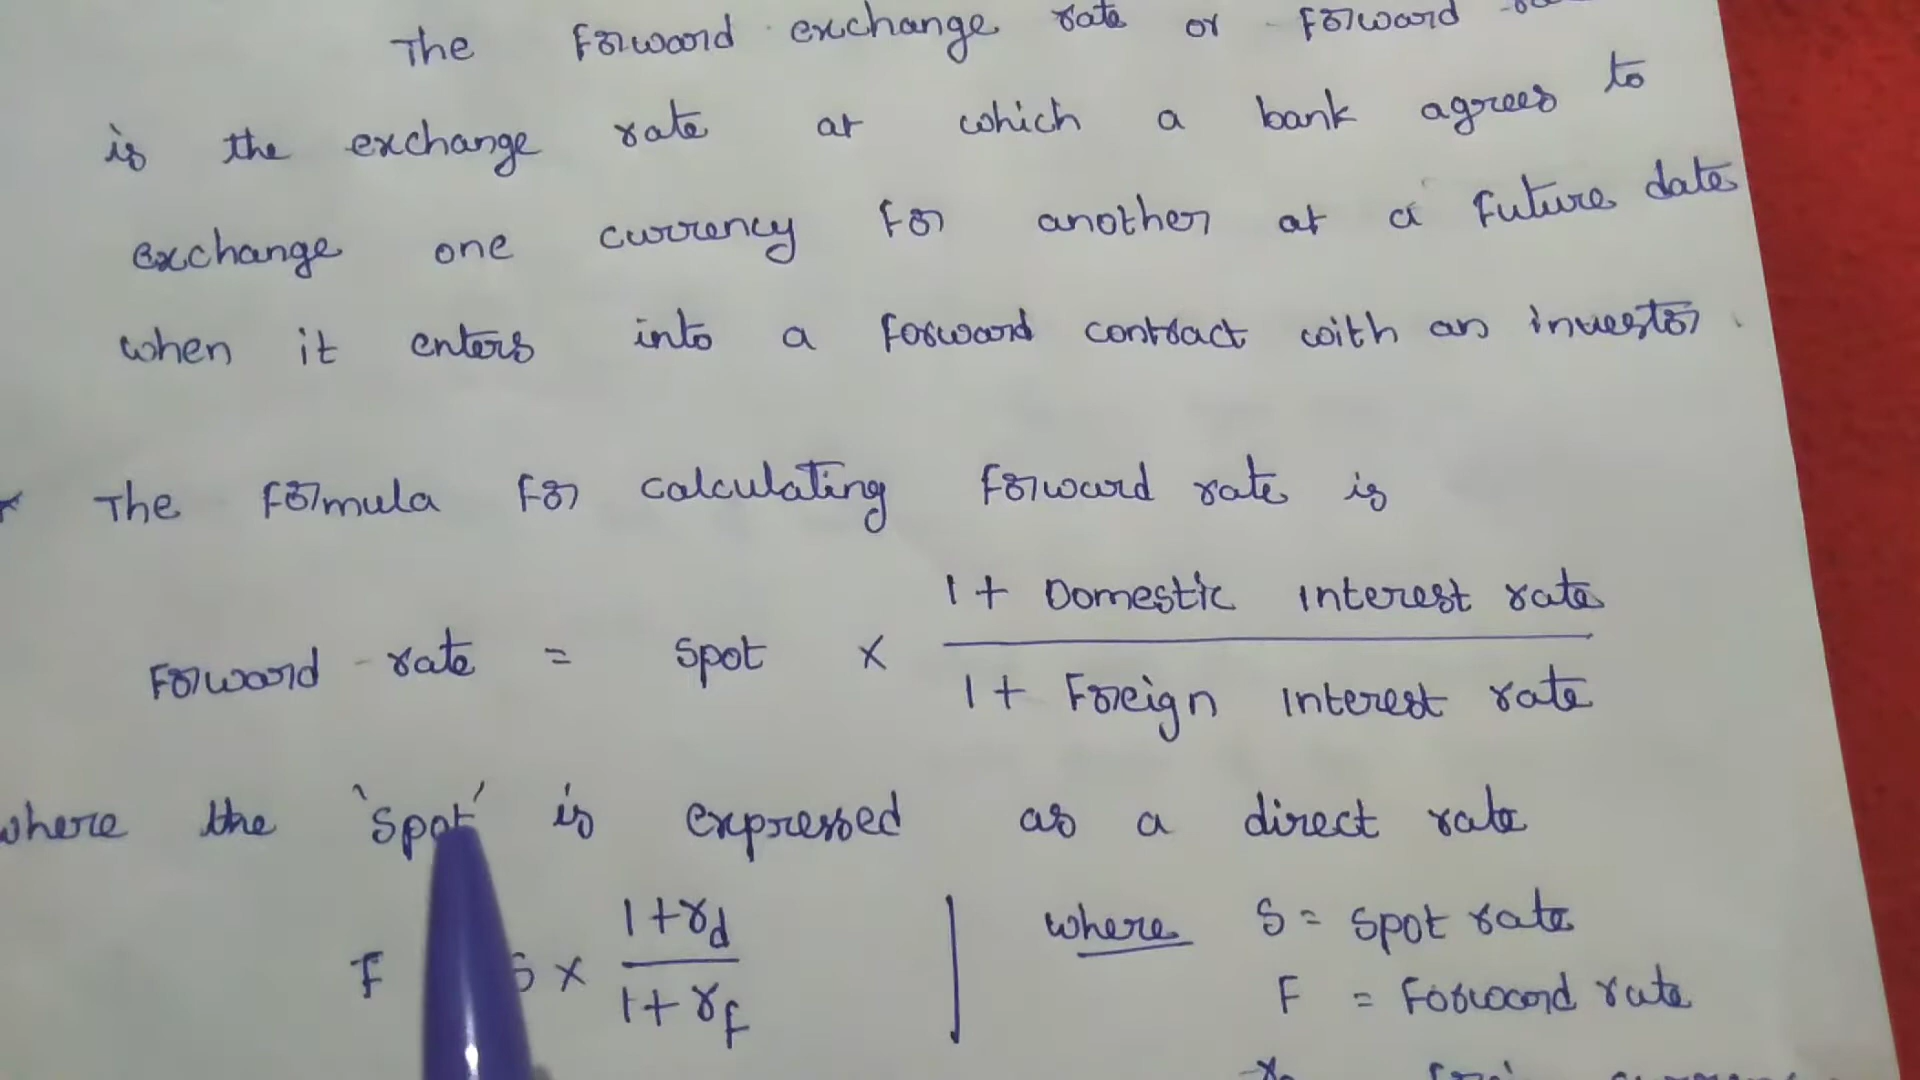 The Forward exchange rate or Forward
is the exchange rate at which a bank agrees to
exchange one currency for another at a future date
when it enters into a forward contract with an investor.
The Formula For calculating Forward rate is
1 + Domestic Interest rate
Forward rate = spot ×
1 + Foreign Interest rate
where the 'spot' is expressed as a direct rate
1 + rd
where S = spot rate
F S ×
1 + rf
F = Forward rate